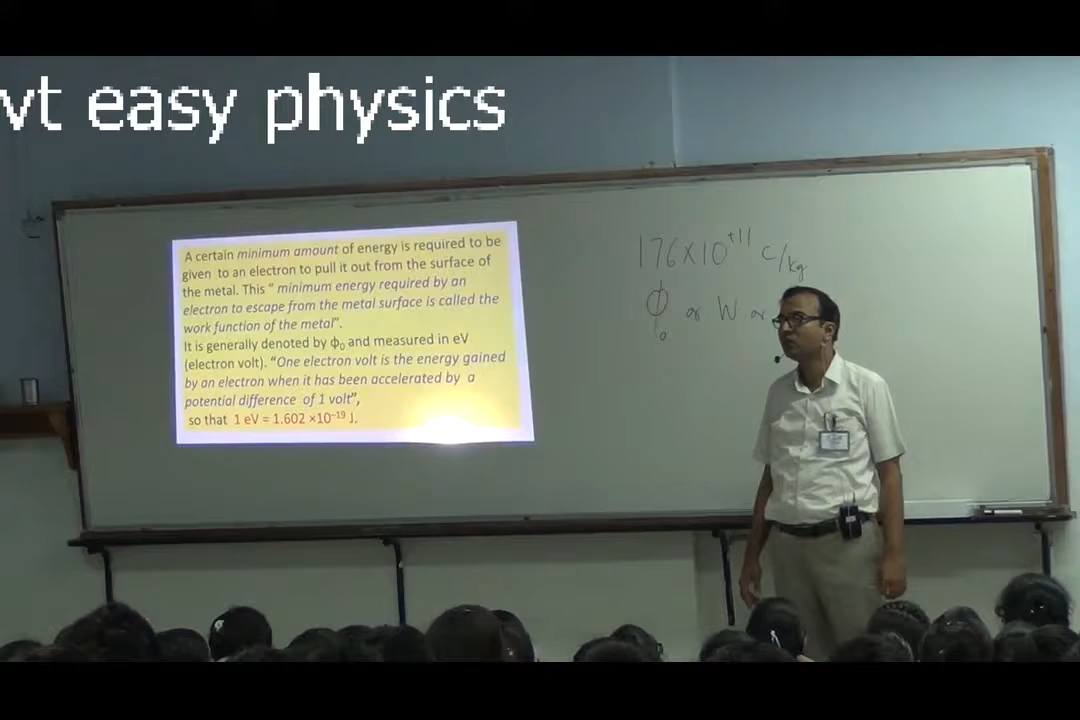 vt easy physics
A certain minimum amount of energy is required to be
given to an electron to pull it out from the surface of
the metal. This “ minimum energy required by an
electron to escape from the metal surface is called the
work function of the metal”.
It is generally denoted by ϕ₀ and measured in eV
(electron volt). “One electron volt is the energy gained
by an electron when it has been accelerated by a
potential difference of 1 volt”,
so that 1 eV = 1.602 ×10⁻¹⁹ J.
176×10⁺¹¹ C/kg
ϕ₀ or W or